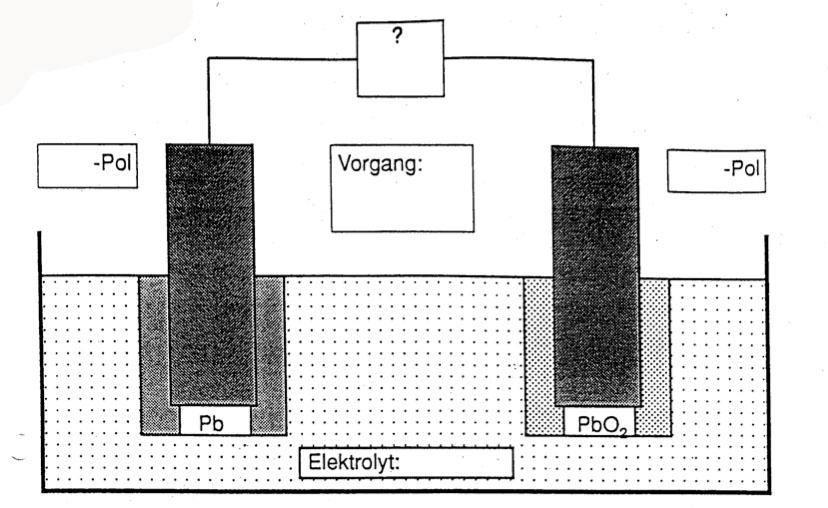 ?
-Pol
Vorgang:
-Pol
Pb
PbO₂
Elektrolyt: